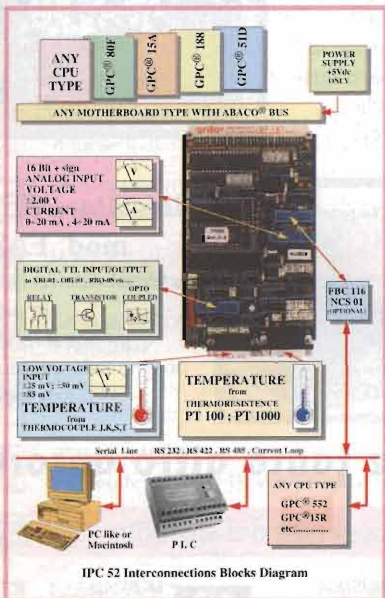 ANY
CPU
TYPE
GPC® 80F
GPC® 15A
GPC® 188
GPC® 51D
POWER
SUPPLY
+5Vdc
ONLY
ANY MOTHERBOARD TYPE WITH ABACO® BUS
grifo
16 Bit + sign
ANALOG INPUT
VOLTAGE
±2.00 V
CURRENT
0÷20 mA , 4÷20 mA
V
A
DIGITAL TTL INPUT/OUTPUT
RELAY
TRANSISTOR
OPTO
COUPLED
FBC 116
NCS 01
(OPTIONAL)
LOW VOLTAGE
INPUT
±25 mV ; ±50 mV
±85 mV
V
TEMPERATURE
from
THERMOCOUPLE J,K,S,T
TEMPERATURE
from
THERMORESISTENCE
PT 100 ; PT 1000
Serial Line RS 232 , RS 422 , RS 485 , Current Loop
PC like or
Macintosh
P L C
ANY CPU TYPE
GPC® 552
GPC® 15R
etc..............
IPC 52 Interconnections Blocks Diagram